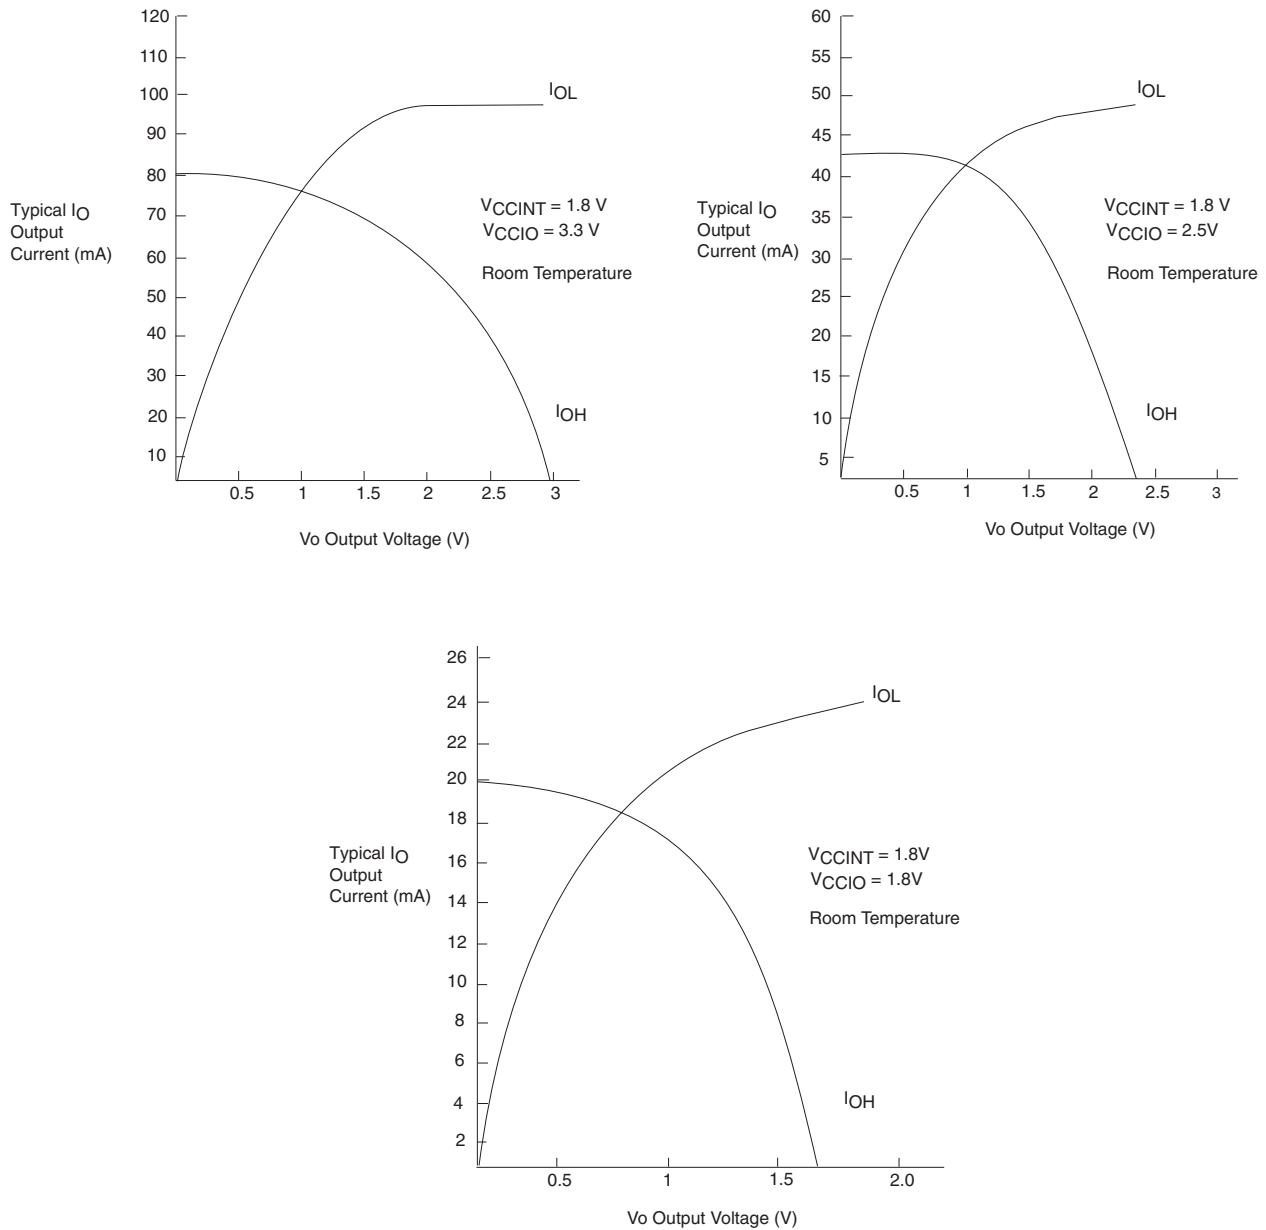 120
110
100
90
80
70
60
50
40
30
20
10
Typical IO
Output
Current (mA)
IOL
VCCINT = 1.8 V
VCCIO = 3.3 V
Room Temperature
IOH
0.5 1 1.5 2 2.5 3
Vo Output Voltage (V)
60
55
50
45
40
35
30
25
20
15
10
5
Typical IO
Output
Current (mA)
IOL
VCCINT = 1.8 V
VCCIO = 2.5V
Room Temperature
IOH
0.5 1 1.5 2 2.5 3
Vo Output Voltage (V)
26
24
22
20
18
16
14
12
10
8
6
4
2
Typical IO
Output
Current (mA)
IOL
VCCINT = 1.8V
VCCIO = 1.8V
Room Temperature
IOH
0.5 1 1.5 2.0
Vo Output Voltage (V)